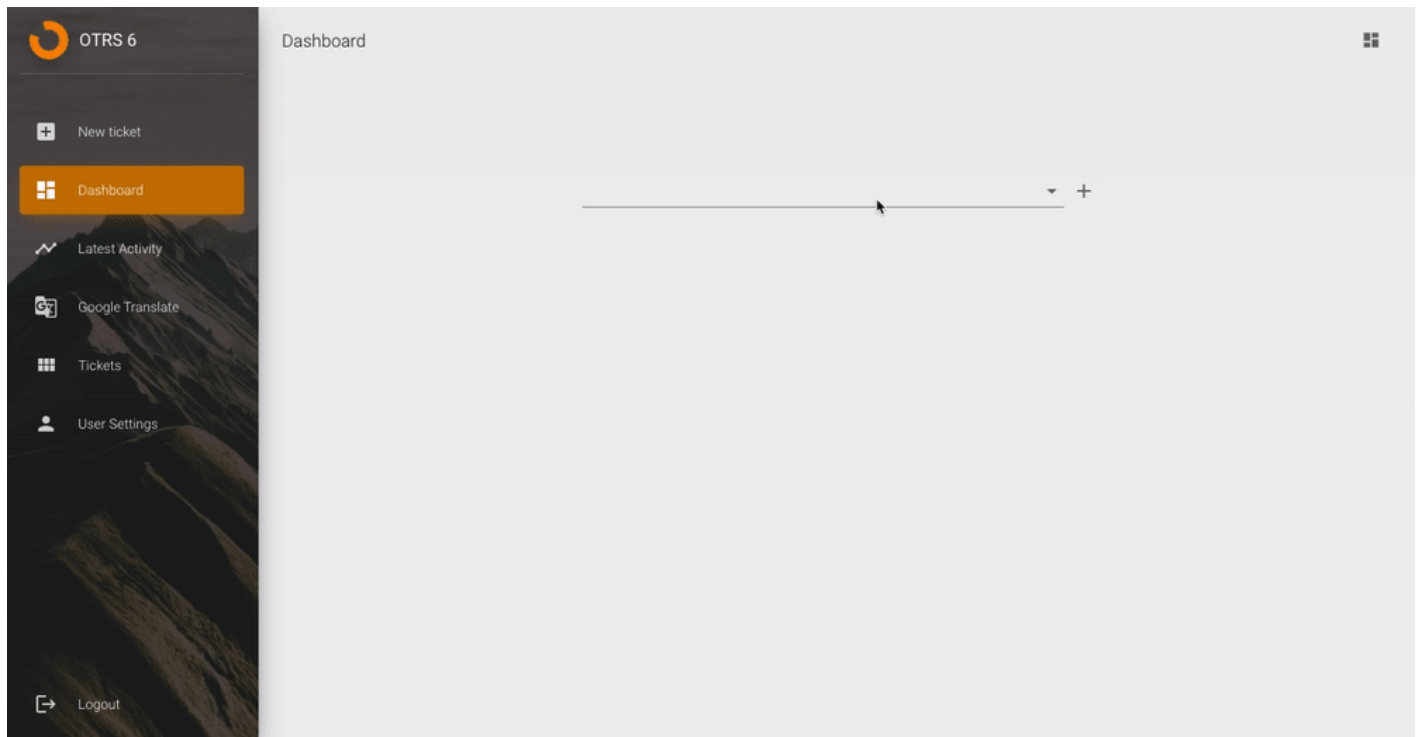 OTRS 6
Dashboard
New ticket
Dashboard
Latest Activity
Google Translate
Tickets
User Settings
Logout